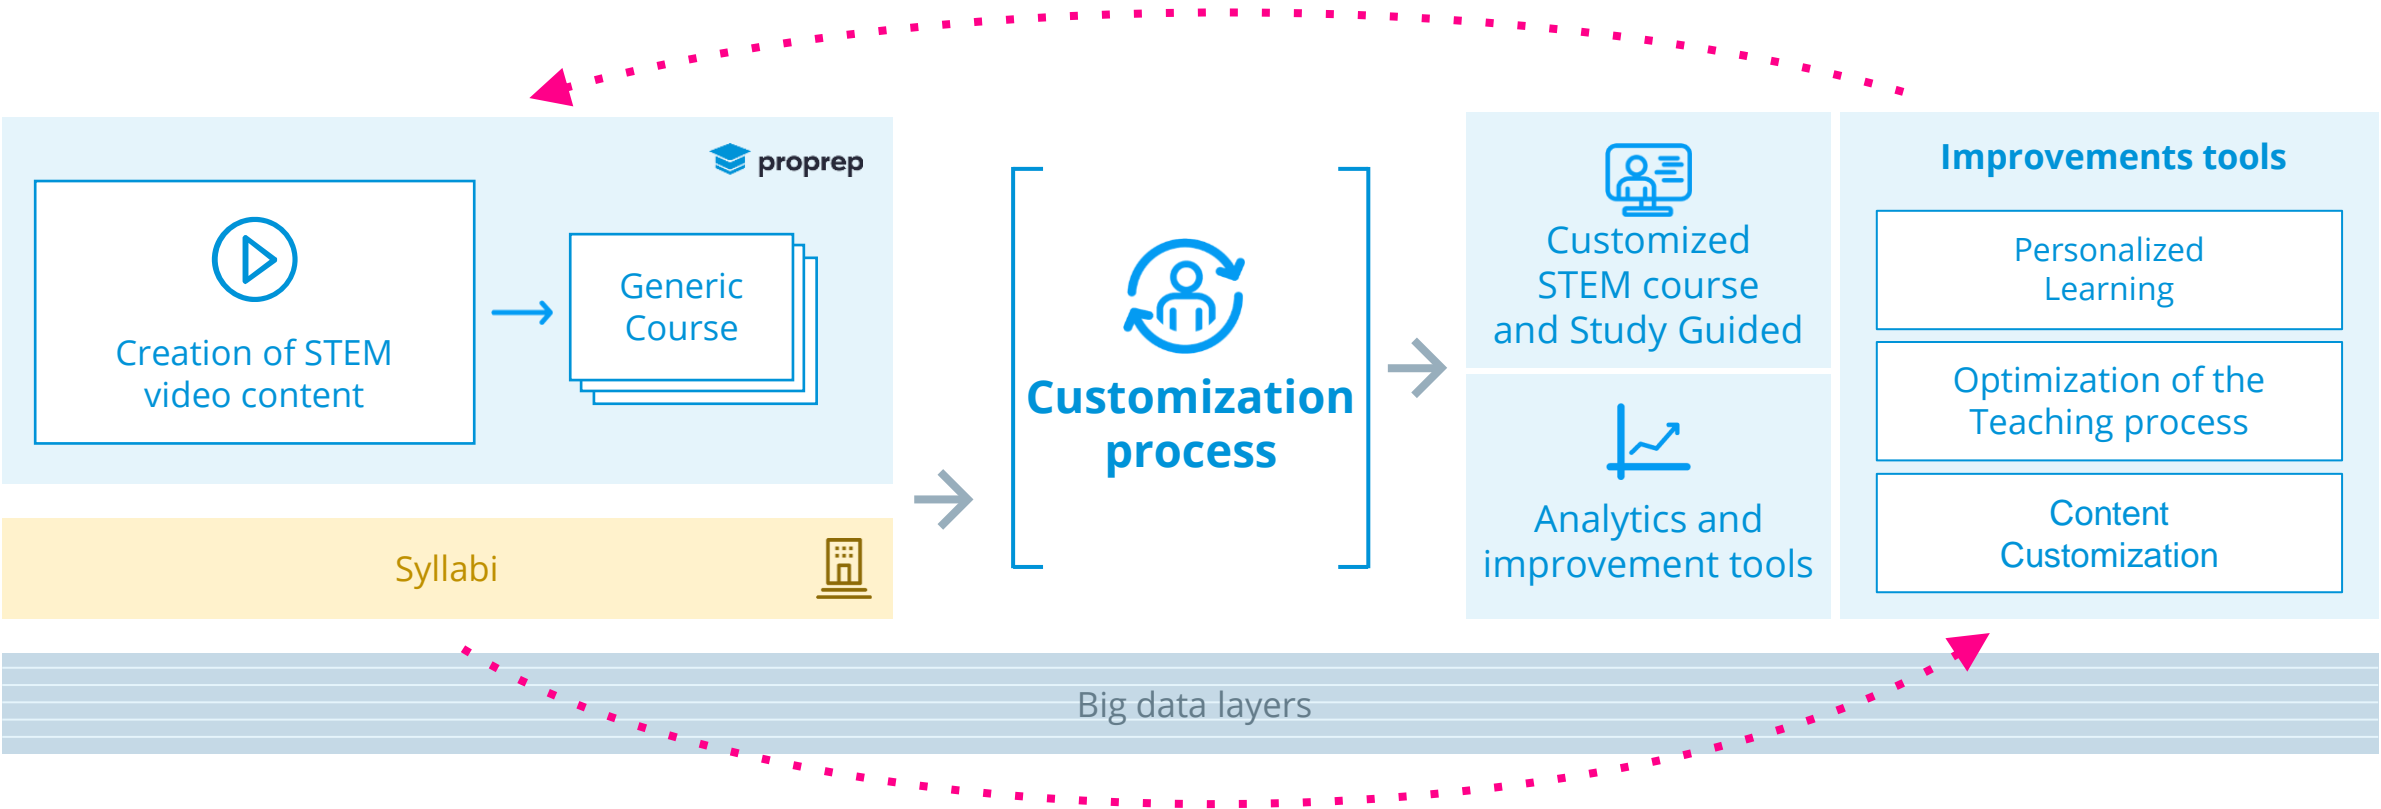 proprep
Creation of STEM
video content
Generic
Course
Syllabi
Customization
process
Customized
STEM course
and Study Guided
Analytics and
improvement tools
Improvements tools
Personalized
Learning
Optimization of the
Teaching process
Content
Customization
Big data layers